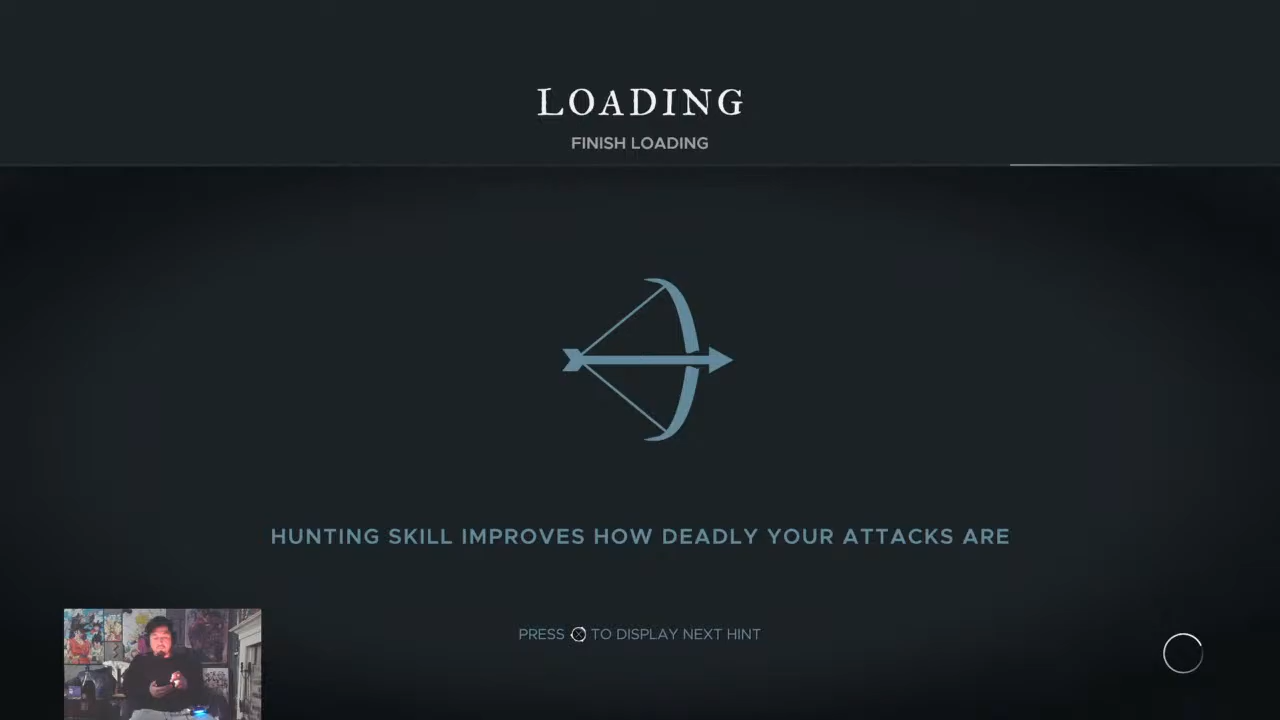 LOADING
FINISH LOADING
HUNTING SKILL IMPROVES HOW DEADLY YOUR ATTACKS ARE
PRESS TO DISPLAY NEXT HINT